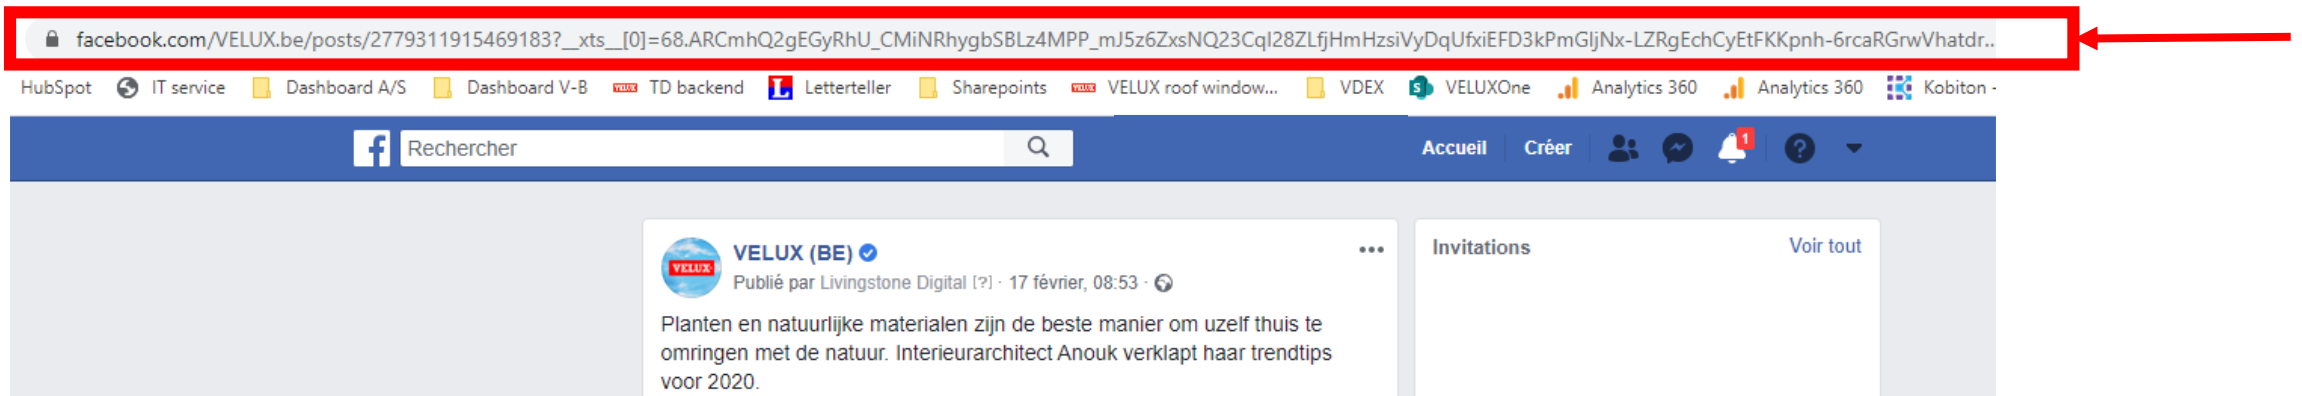 facebook.com/VELUX.be/posts/2779311915469183?__xts__[0]=68.ARCmhQ2gEGyRhU_CMiNRhygbSBLz4MPP_mJ5z6ZxsNQ23CqI28ZLfjHmHzsiVyDqUfxiEFD3kPmGIjNx-LZRgEchCyEtFKKpnh-6rcaRGrwVhatdr...
HubSpot IT service Dashboard A/S Dashboard V-B VELUX TD backend L Letterteller Sharepoints VELUX VELUX roof window... VDEX S VELUXOne Analytics 360 Analytics 360 Kobiton -
f Rechercher Accueil Créer 1 ?
VELUX VELUX (BE) ... Invitations Voir tout
Publié par Livingstone Digital [?] · 17 février, 08:53 ·
Planten en natuurlijke materialen zijn de beste manier om uzelf thuis te
omringen met de natuur. Interieurarchitect Anouk verklapt haar trendtips
voor 2020.